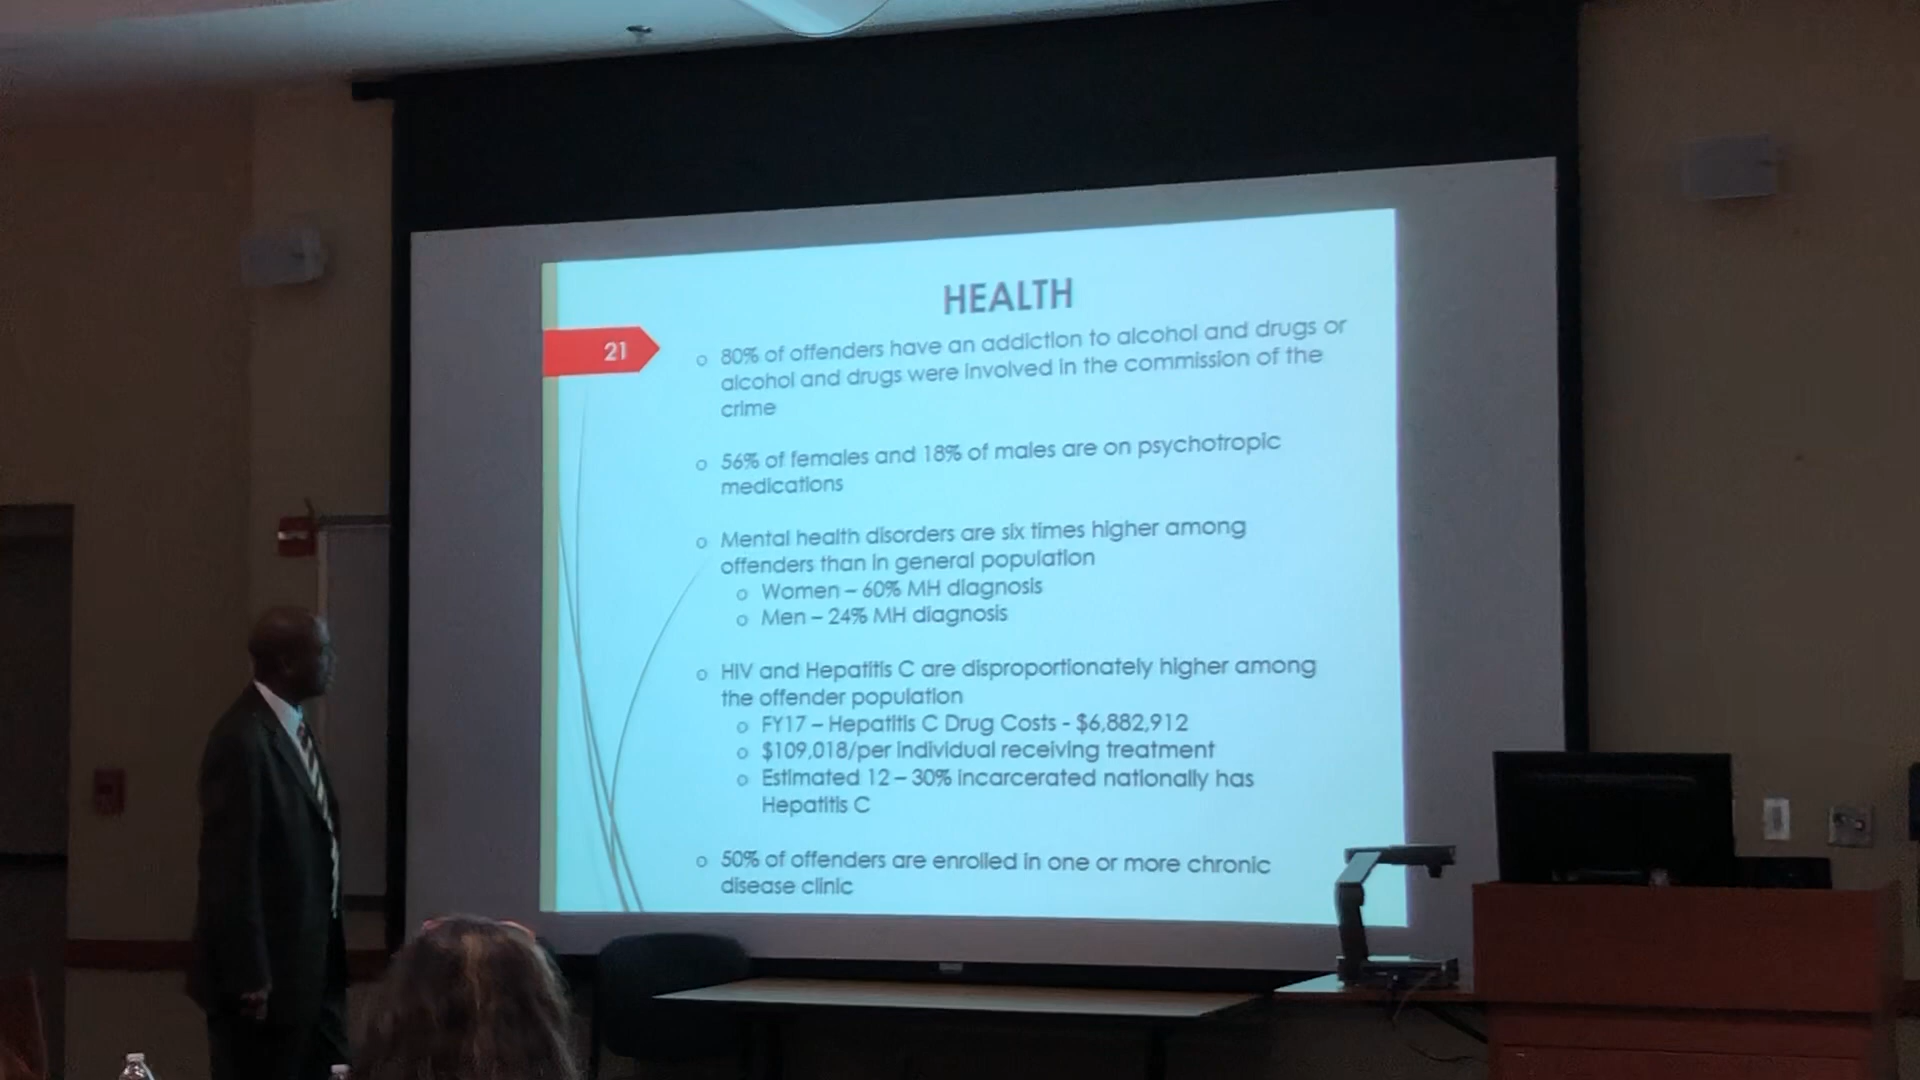 HEALTH
21
o 80% of offenders have an addiction to alcohol and drugs or
alcohol and drugs were involved in the commission of the
crime
o 56% of females and 18% of males are on psychotropic
medications
o Mental health disorders are six times higher among
offenders than in general population
o Women – 60% MH diagnosis
o Men – 24% MH diagnosis
o HIV and Hepatitis C are disproportionately higher among
the offender population
o FY17 – Hepatitis C Drug Costs - $6,882,912
o $109,018/per individual receiving treatment
o Estimated 12 – 30% incarcerated nationally has
Hepatitis C
o 50% of offenders are enrolled in one or more chronic
disease clinic